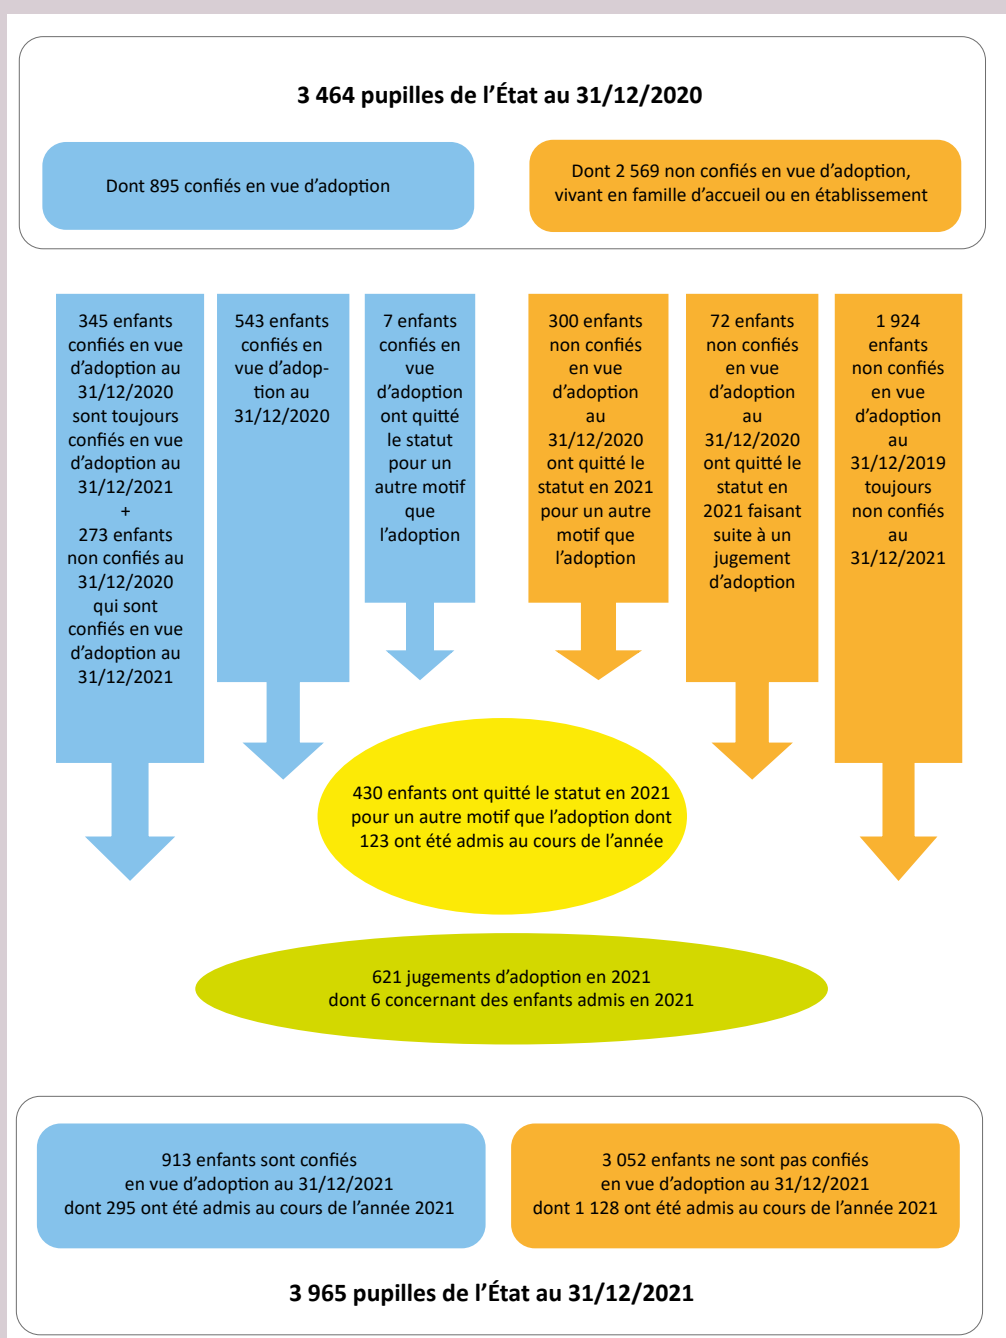 3 464 pupilles de l’État au 31/12/2020
Dont 895 confiés en vue d’adoption
Dont 2 569 non confiés en vue d’adoption,
vivant en famille d’accueil ou en établissement
345 enfants
confiés en vue
d’adoption au
31/12/2020
sont toujours
confiés en vue
d’adoption au
31/12/2021
+
273 enfants
non confiés au
31/12/2020
qui sont
confiés en vue
d’adoption au
31/12/2021
543 enfants
confiés en
vue d’adop-
tion au
31/12/2020
7 enfants
confiés en
vue
d’adoption
ont quitté
le statut
pour un
autre motif
que
l’adoption
300 enfants
non confiés
en vue
d’adoption
au
31/12/2020
ont quitté le
statut en 2021
pour un autre
motif que
l’adoption
72 enfants
non confiés
en vue
d’adoption
au
31/12/2020
ont quitté le
statut en
2021 faisant
suite à un
jugement
d’adoption
1 924
enfants
non confiés
en vue
d’adoption
au
31/12/2019
toujours
non confiés
au
31/12/2021
430 enfants ont quitté le statut en 2021
pour un autre motif que l’adoption dont
123 ont été admis au cours de l’année
621 jugements d’adoption en 2021
dont 6 concernant des enfants admis en 2021
913 enfants sont confiés
en vue d’adoption au 31/12/2021
dont 295 ont été admis au cours de l’année 2021
3 052 enfants ne sont pas confiés
en vue d’adoption au 31/12/2021
dont 1 128 ont été admis au cours de l’année 2021
3 965 pupilles de l’État au 31/12/2021